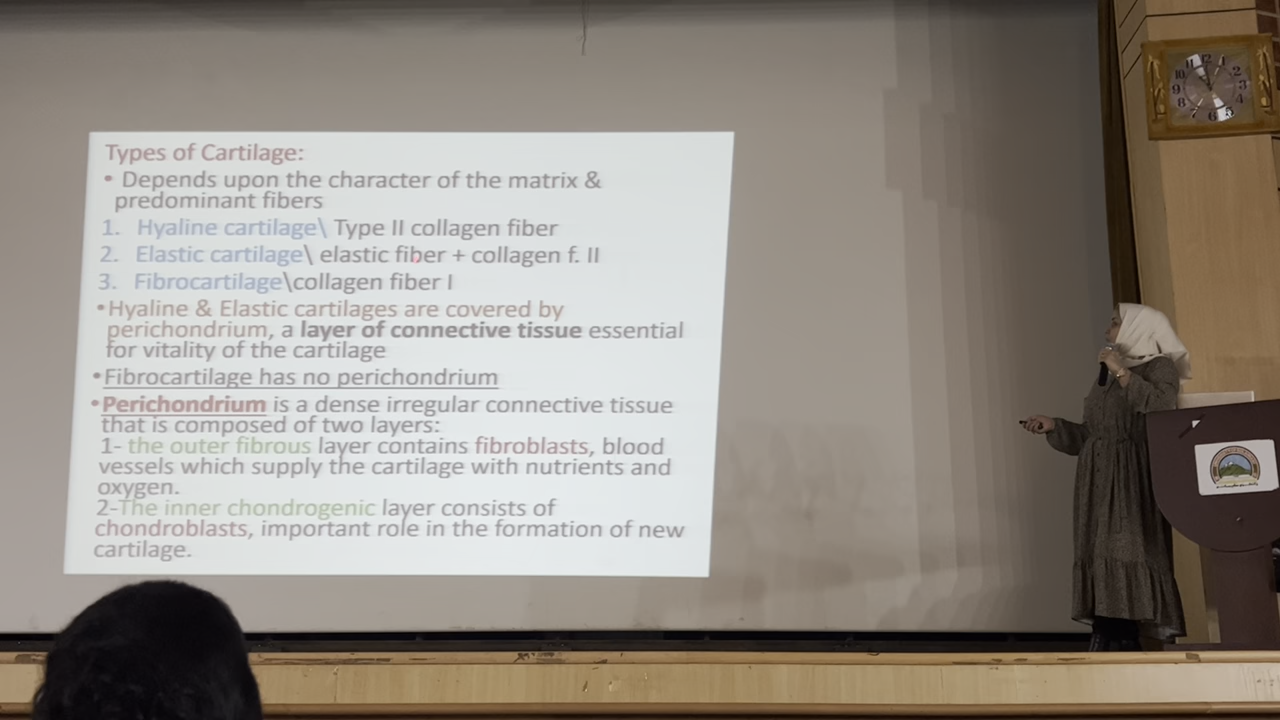 Types of Cartilage:
• Depends upon the character of the matrix &
predominant fibers
1. Hyaline cartilage\ Type II collagen fiber
2. Elastic cartilage\ elastic fiber + collagen f. II
3. Fibrocartilage\collagen fiber I
•Hyaline & Elastic cartilages are covered by
perichondrium, a layer of connective tissue essential
for vitality of the cartilage
•Fibrocartilage has no perichondrium
•Perichondrium is a dense irregular connective tissue
that is composed of two layers:
1- the outer fibrous layer contains fibroblasts, blood
vessels which supply the cartilage with nutrients and
oxygen.
2-The inner chondrogenic layer consists of
chondroblasts, important role in the formation of new
cartilage.